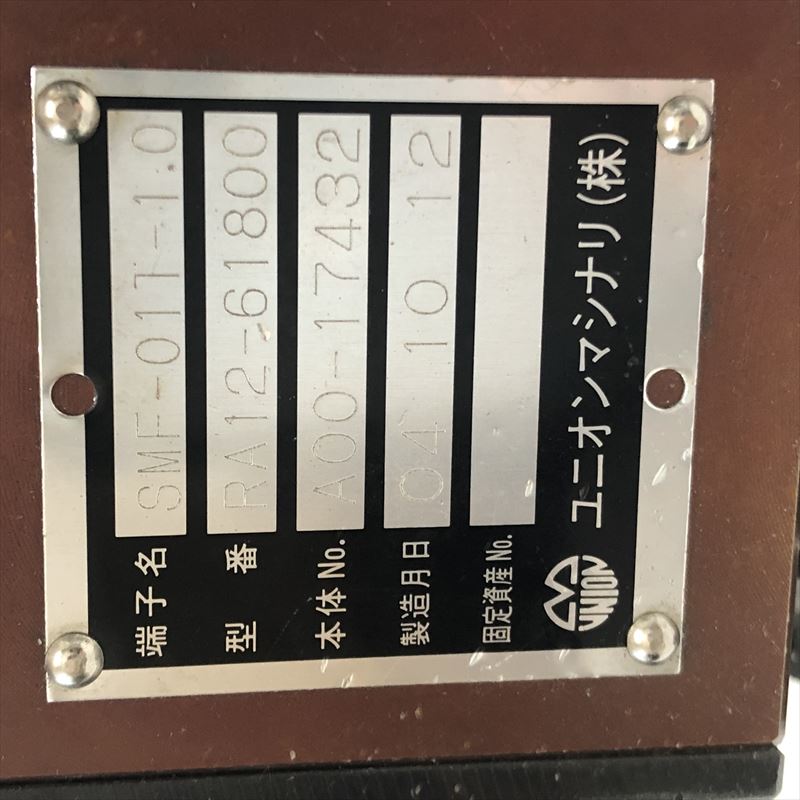 端子名 SMF-01T-1.0
型番 RA12-61800
本体No. A00-17432
製造月日 04 10 12
固定資産No.
UNION ユニオンマシナリ(株)